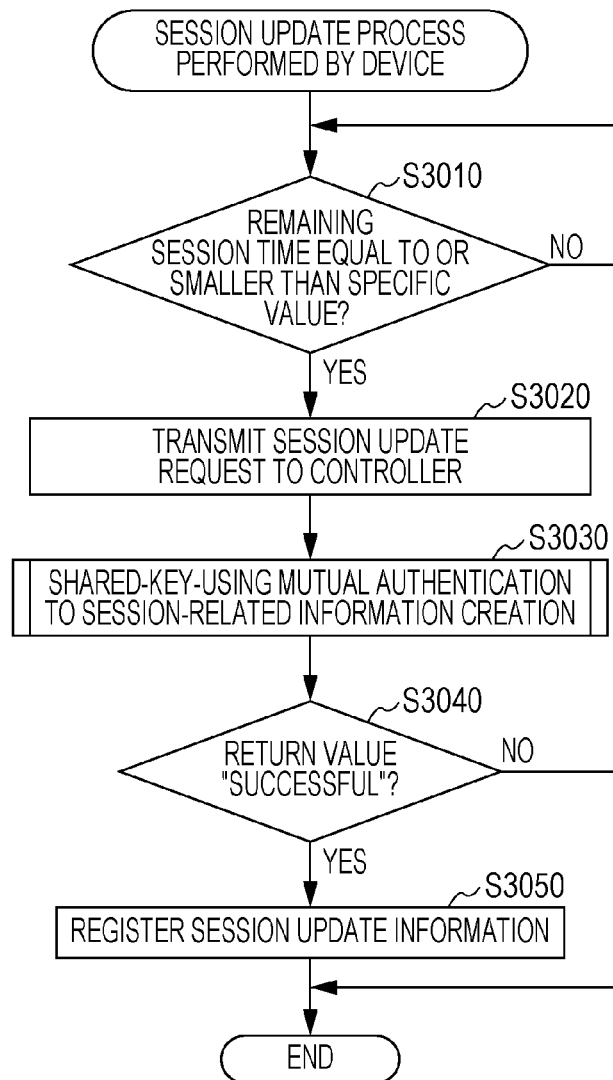 SESSION UPDATE PROCESS
PERFORMED BY DEVICE
S3010
REMAINING
SESSION TIME EQUAL TO OR
SMALLER THAN SPECIFIC
VALUE?
NO
YES
S3020
TRANSMIT SESSION UPDATE
REQUEST TO CONTROLLER
S3030
SHARED-KEY-USING MUTUAL AUTHENTICATION
TO SESSION-RELATED INFORMATION CREATION
S3040
RETURN VALUE
"SUCCESSFUL"?
NO
YES
S3050
REGISTER SESSION UPDATE INFORMATION
END